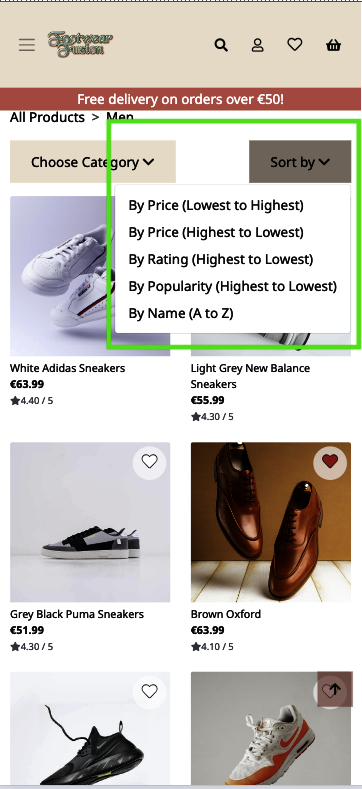 Footwear
Fusion
Free delivery on orders over €50!
All Products > Men
Choose Category
Sort by
By Price (Lowest to Highest)
By Price (Highest to Lowest)
By Rating (Highest to Lowest)
By Popularity (Highest to Lowest)
By Name (A to Z)
White Adidas Sneakers
€63.99
4.40 / 5
Light Grey New Balance
Sneakers
€55.99
4.30 / 5
Grey Black Puma Sneakers
€51.99
4.30 / 5
Brown Oxford
€63.99
4.10 / 5